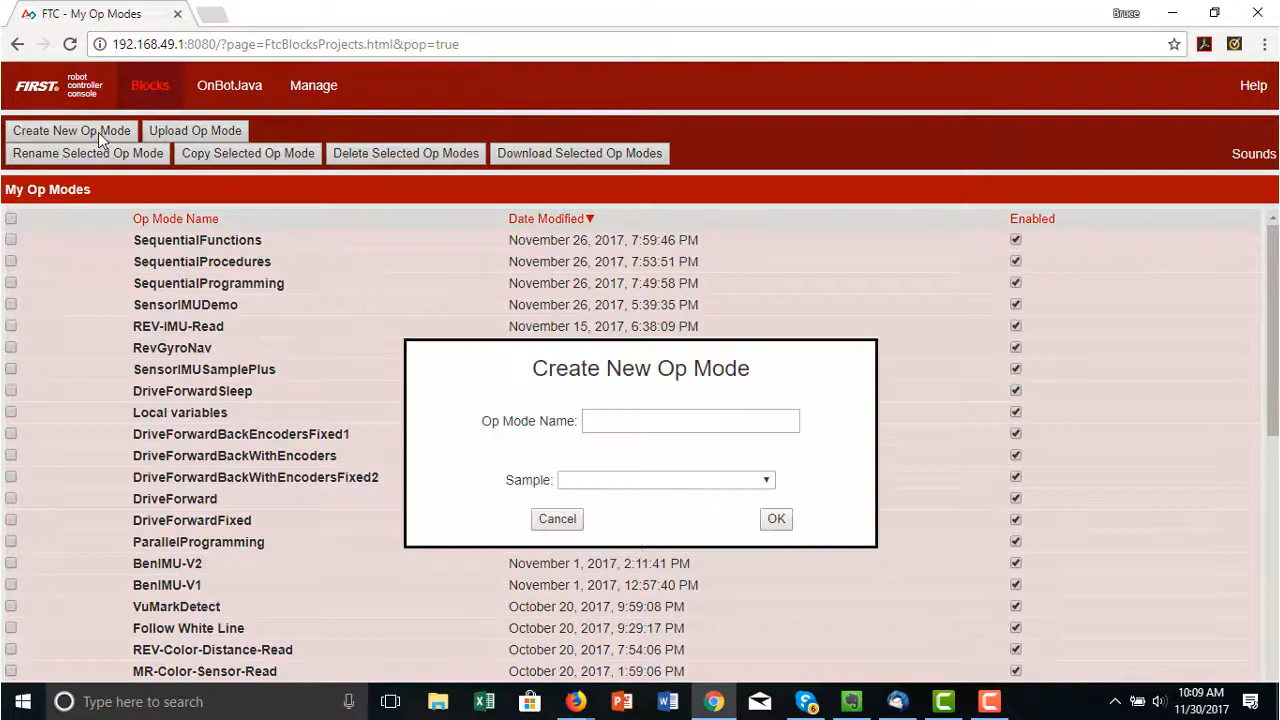 FTC - My Op Modes
Bruce
192.168.49.1:8080/?page=FtcBlocksProjects.html&pop=true
FIRST® robot controller console
Blocks
OnBotJava
Manage
Help
Create New Op Mode
Upload Op Mode
Rename Selected Op Mode
Copy Selected Op Mode
Delete Selected Op Modes
Download Selected Op Modes
Sounds
My Op Modes
Op Mode Name Date Modified▼ Enabled
SequentialFunctions November 26, 2017, 7:59:46 PM
SequentialProcedures November 26, 2017, 7:53:51 PM
SequentialProgramming November 26, 2017, 7:49:58 PM
SensorIMUDemo November 26, 2017, 5:39:35 PM
REV-IMU-Read November 15, 2017, 6:38:09 PM
RevGyroNav
SensorIMUSamplePlus
DriveForwardSleep
Local variables
DriveForwardBackEncodersFixed1
DriveForwardBackWithEncoders
DriveForwardBackWithEncodersFixed2
DriveForward
DriveForwardFixed
ParallelProgramming
BenIMU-V2 November 1, 2017, 2:11:41 PM
BenIMU-V1 November 1, 2017, 12:57:40 PM
VuMarkDetect October 20, 2017, 9:59:08 PM
Follow White Line October 20, 2017, 9:29:17 PM
REV-Color-Distance-Read October 20, 2017, 7:54:06 PM
MR-Color-Sensor-Read October 20, 2017, 1:59:06 PM
Create New Op Mode
Op Mode Name:
Sample:
Cancel
OK
Type here to search
6
10:09 AM
11/30/2017